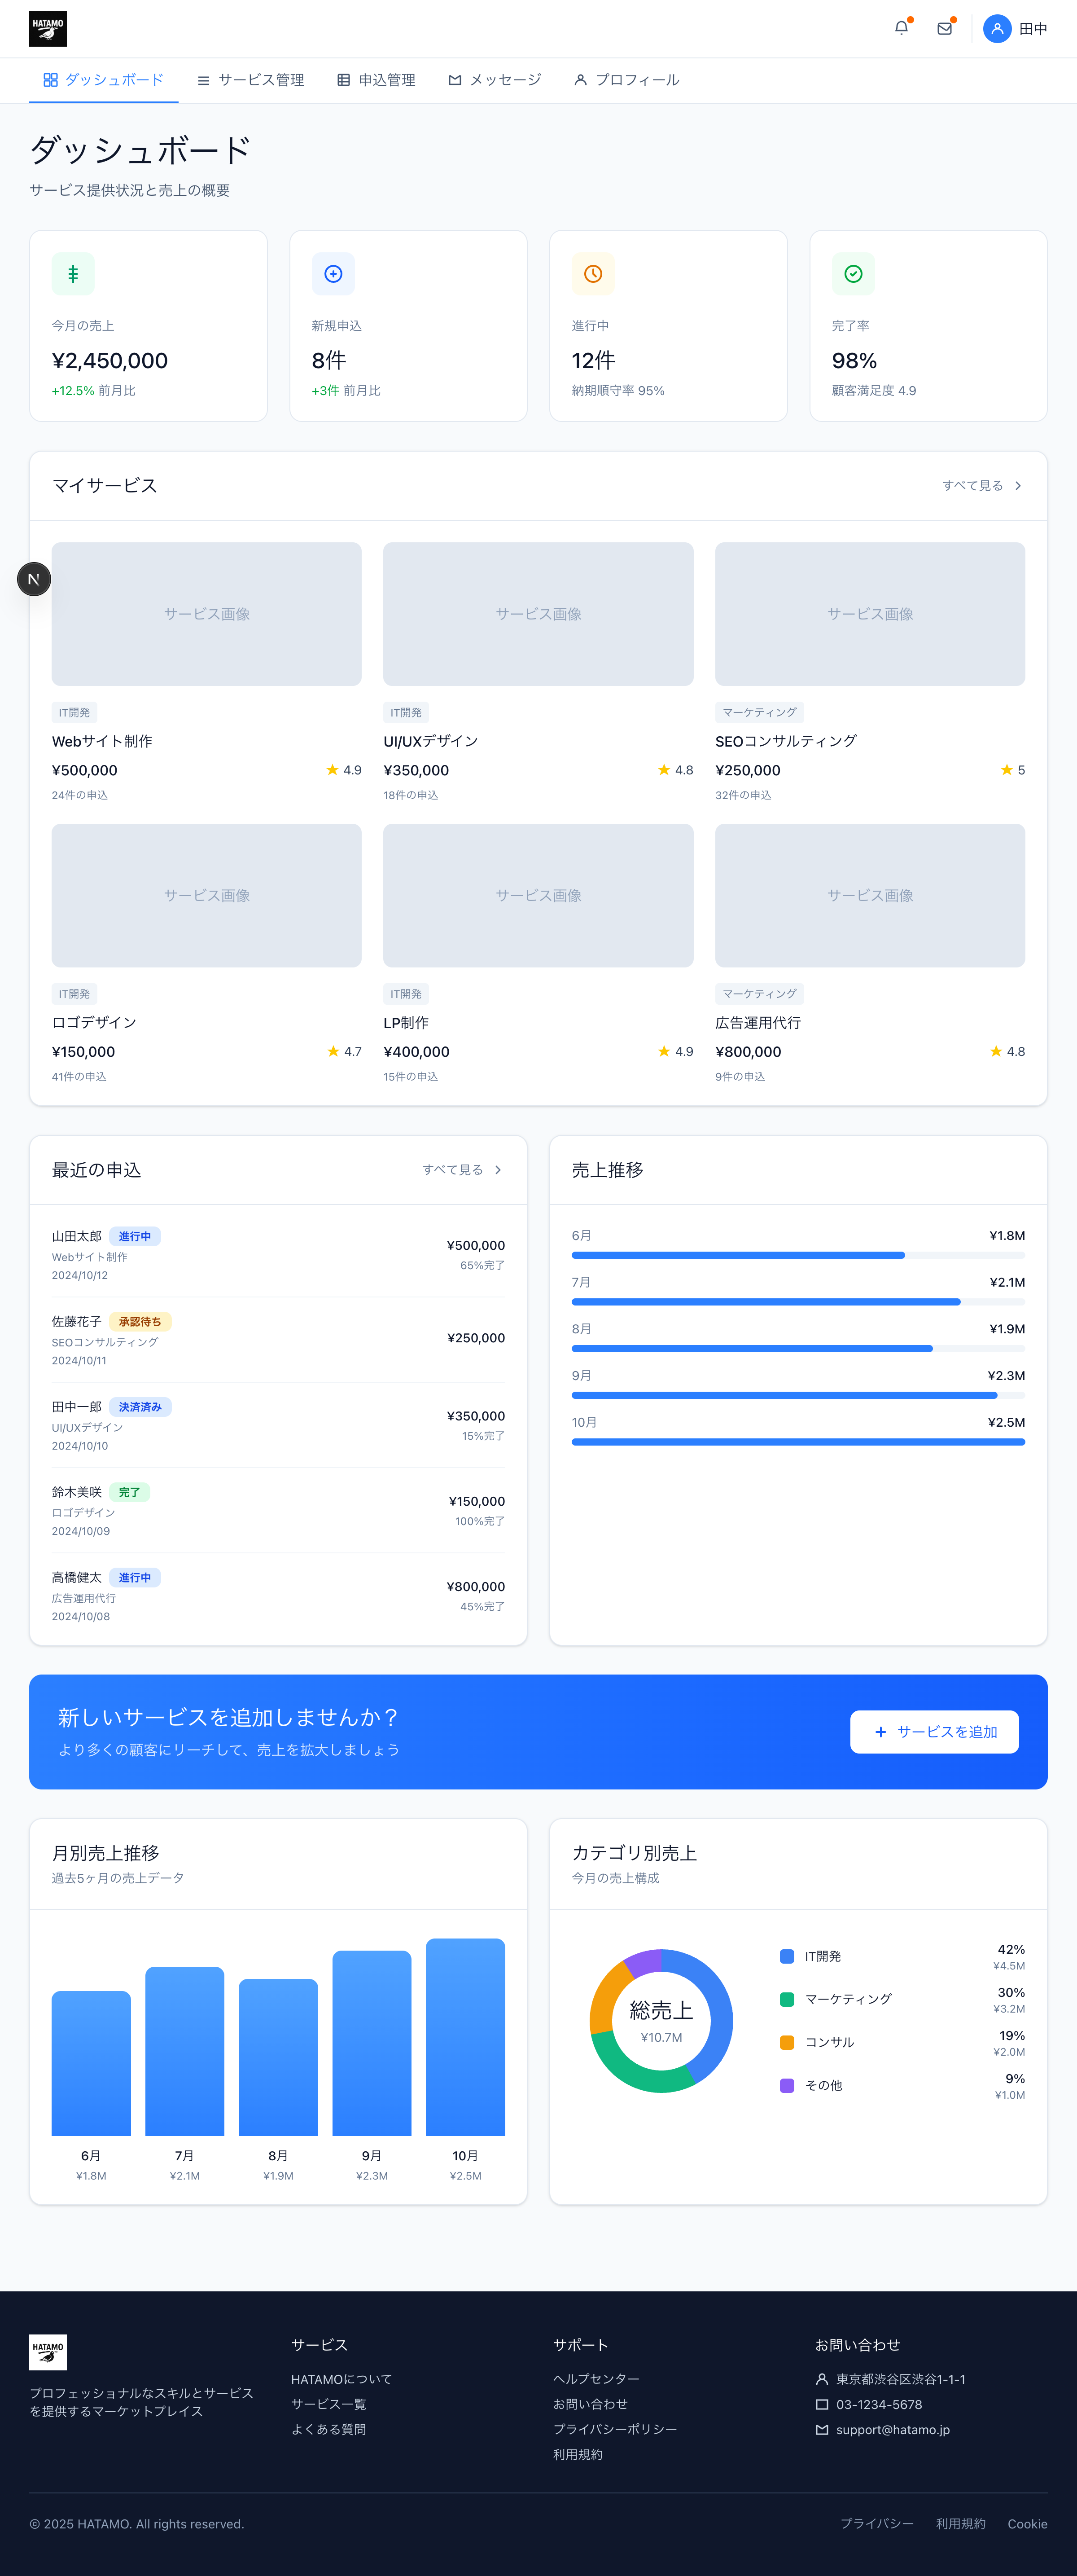 HATAMO
田中
ダッシュボード
サービス管理
申込管理
メッセージ
プロフィール
ダッシュボード
サービス提供状況と売上の概要
今月の売上
¥2,450,000
+12.5% 前月比
新規申込
8件
+3件 前月比
進行中
12件
納期順守率 95%
完了率
98%
顧客満足度 4.9
マイサービス
すべて見る
N
サービス画像
IT開発
Webサイト制作
¥500,000
4.9
24件の申込
サービス画像
IT開発
UI/UXデザイン
¥350,000
4.8
18件の申込
サービス画像
マーケティング
SEOコンサルティング
¥250,000
5
32件の申込
サービス画像
IT開発
ロゴデザイン
¥150,000
4.7
41件の申込
サービス画像
IT開発
LP制作
¥400,000
4.9
15件の申込
サービス画像
マーケティング
広告運用代行
¥800,000
4.8
9件の申込
最近の申込
すべて見る
山田太郎 進行中
Webサイト制作
2024/10/12
¥500,000
65%完了
佐藤花子 承認待ち
SEOコンサルティング
2024/10/11
¥250,000
田中一郎 決済済み
UI/UXデザイン
2024/10/10
¥350,000
15%完了
鈴木美咲 完了
ロゴデザイン
2024/10/09
¥150,000
100%完了
高橋健太 進行中
広告運用代行
2024/10/08
¥800,000
45%完了
売上推移
6月 ¥1.8M
7月 ¥2.1M
8月 ¥1.9M
9月 ¥2.3M
10月 ¥2.5M
新しいサービスを追加しませんか？
より多くの顧客にリーチして、売上を拡大しましょう
サービスを追加
月別売上推移
過去5ヶ月の売上データ
6月
¥1.8M
7月
¥2.1M
8月
¥1.9M
9月
¥2.3M
10月
¥2.5M
カテゴリ別売上
今月の売上構成
総売上
¥10.7M
IT開発
42%
¥4.5M
マーケティング
30%
¥3.2M
コンサル
19%
¥2.0M
その他
9%
¥1.0M
HATAMO
プロフェッショナルなスキルとサービス
を提供するマーケットプレイス
サービス
HATAMOについて
サービス一覧
よくある質問
サポート
ヘルプセンター
お問い合わせ
プライバシーポリシー
利用規約
お問い合わせ
東京都渋谷区渋谷1-1-1
03-1234-5678
support@hatamo.jp
© 2025 HATAMO. All rights reserved.
プライバシー
利用規約
Cookie